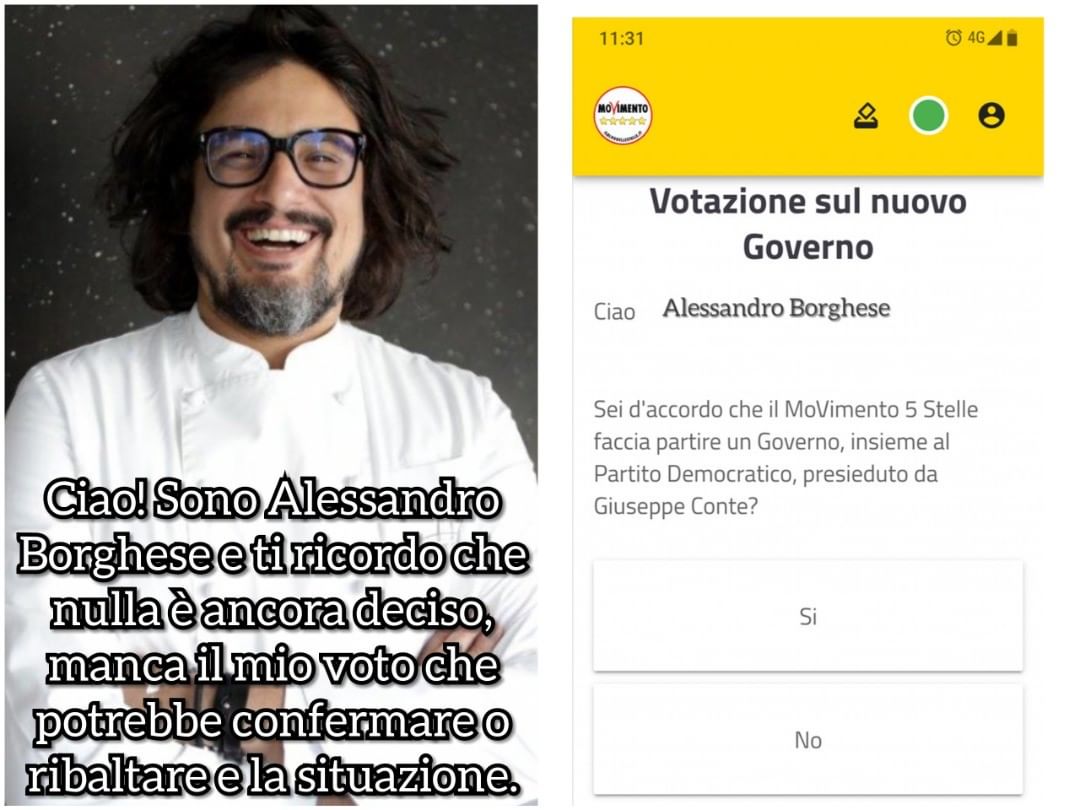 Ciao! Sono Alessandro
Borghese e ti ricordo che
nulla è ancora deciso,
manca il mio voto che
potrebbe confermare o
ribaltare e la situazione.
11:31
4G
MOVIMENTO
Votazione sul nuovo
Governo
Ciao Alessandro Borghese
Sei d'accordo che il MoVimento 5 Stelle
faccia partire un Governo, insieme al
Partito Democratico, presieduto da
Giuseppe Conte?
Si
No